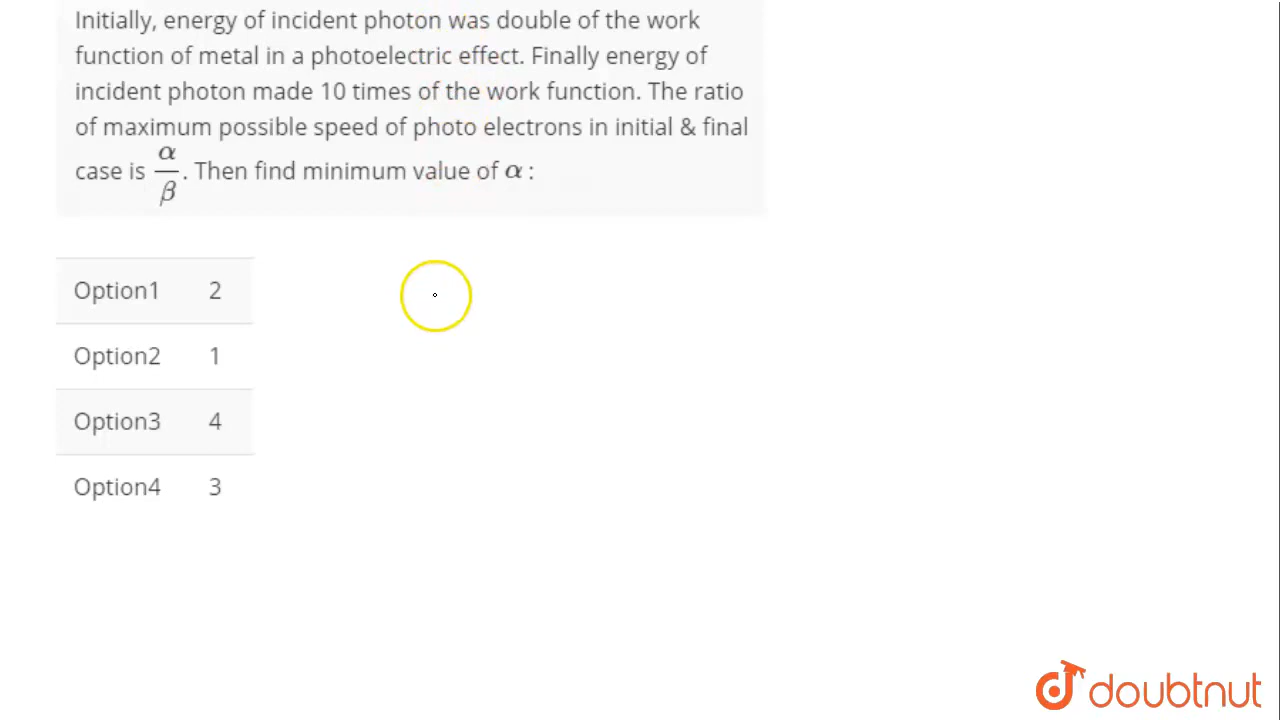 Initially, energy of incident photon was double of the work
function of metal in a photoelectric effect. Finally energy of
incident photon made 10 times of the work function. The ratio
of maximum possible speed of photo electrons in initial & final
case is α/β. Then find minimum value of α :
Option1 2
Option2 1
Option3 4
Option4 3
doubtnut